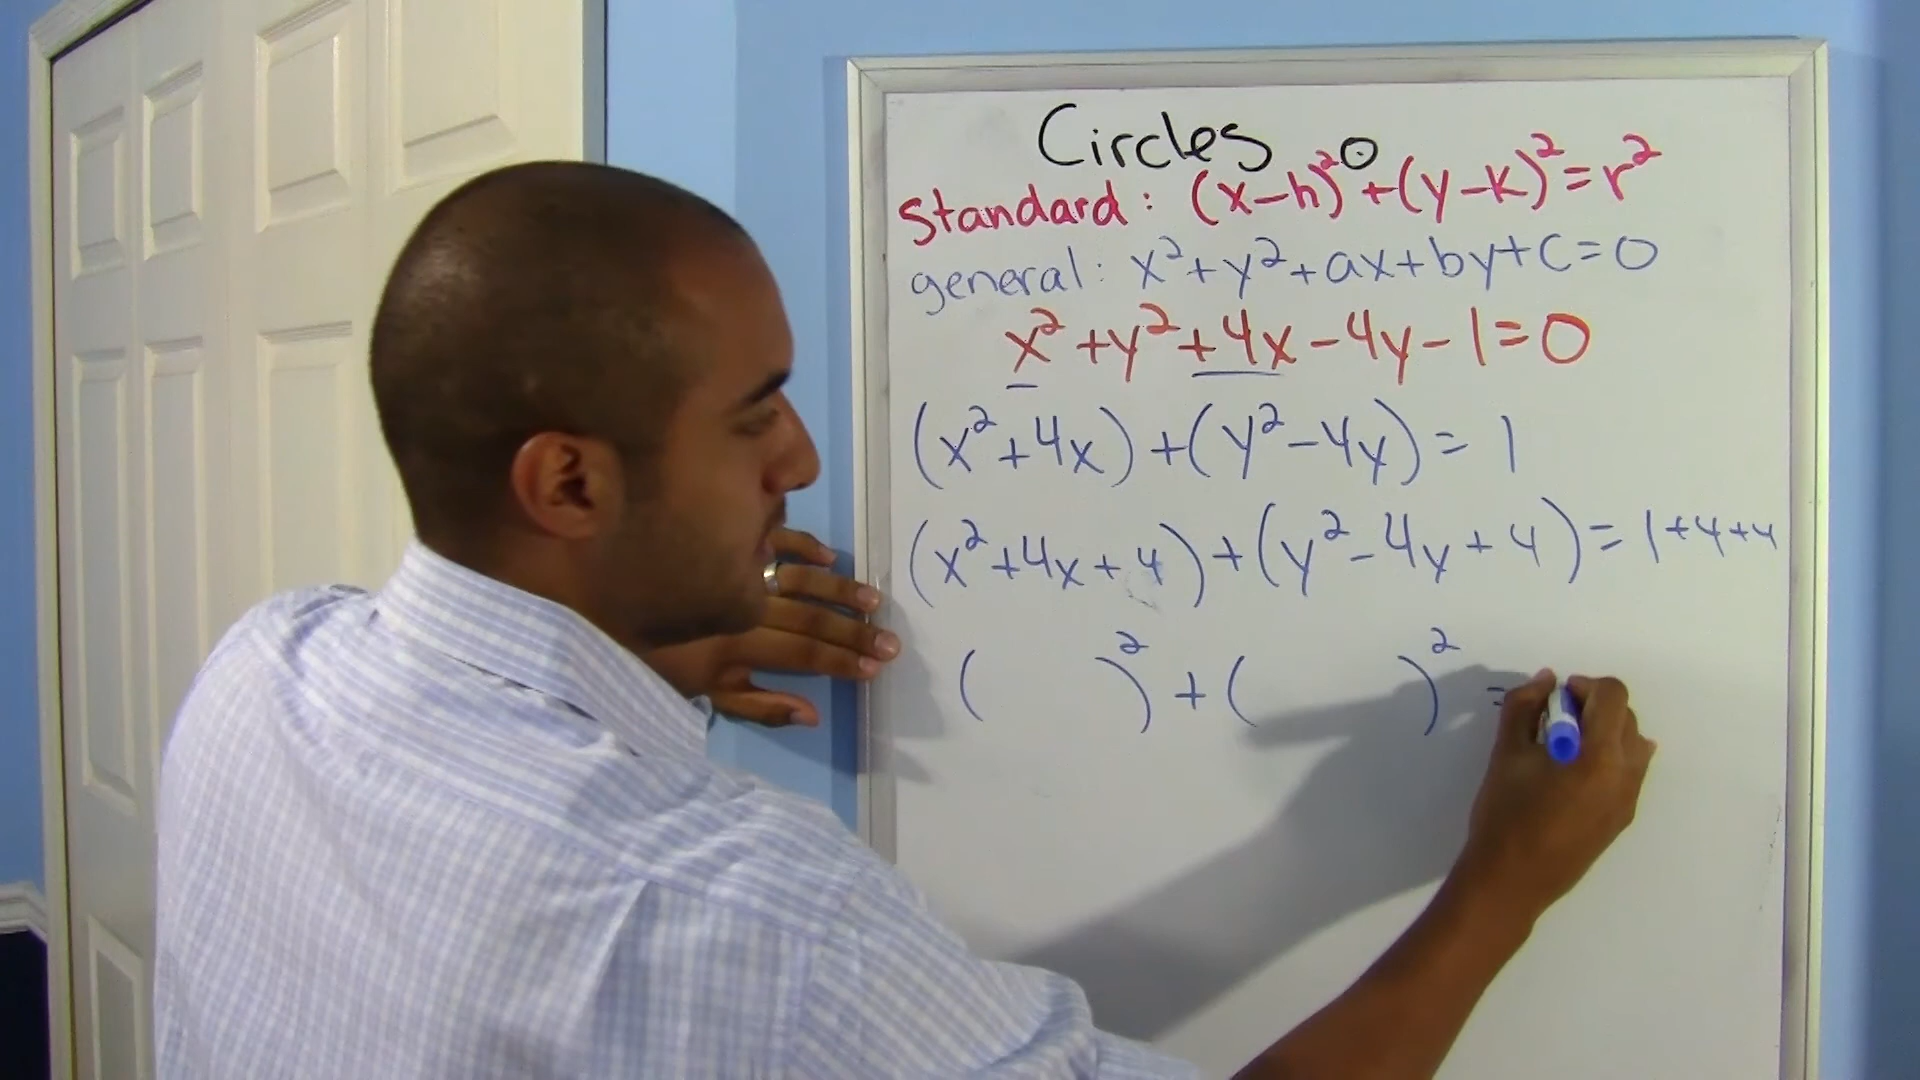 Circles ⊙
Standard: (x-h)²+(y-k)²=r²
general: x²+y²+ax+by+c=0
x²+y²+4x-4y-1=0
(x²+4x)+(y²-4y)=1
(x²+4x+4)+(y²-4y+4)=1+4+4
( )²+( )² =